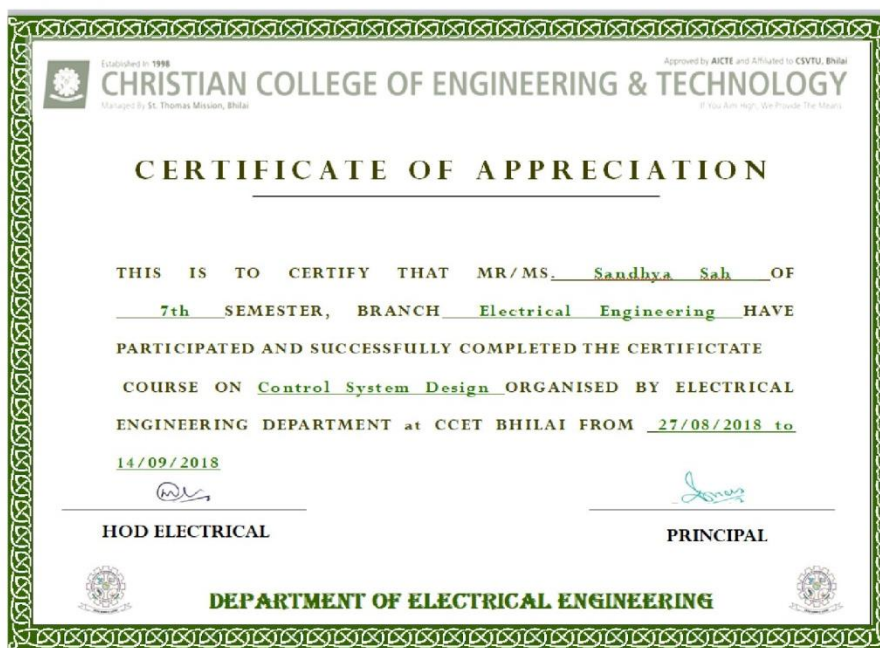 Established in 1998
Approved by AICTE and Affiliated to CSVTU, Bhilai
CHRISTIAN COLLEGE OF ENGINEERING & TECHNOLOGY
Managed By St. Thomas Mission, Bhilai
If You Aim High, We Provide The Means
CERTIFICATE OF APPRECIATION
THIS IS TO CERTIFY THAT MR/MS. Sandhya Sah OF
7th SEMESTER, BRANCH Electrical Engineering HAVE
PARTICIPATED AND SUCCESSFULLY COMPLETED THE CERTIFICTATE
COURSE ON Control System Design ORGANISED BY ELECTRICAL
ENGINEERING DEPARTMENT at CCET BHILAI FROM 27/08/2018 to
14/09/2018
HOD ELECTRICAL
PRINCIPAL
DEPARTMENT OF ELECTRICAL ENGINEERING